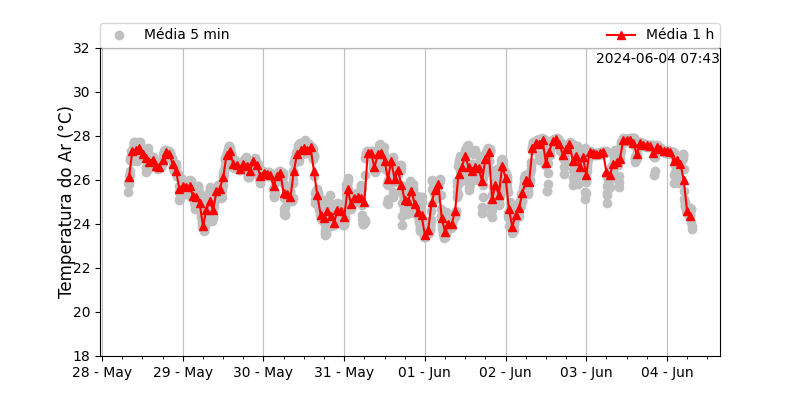 Média 5 min
Média 1 h
2024-06-04 07:43
Temperatura do Ar (°C)
32
30
28
26
24
22
20
18
28 - May
29 - May
30 - May
31 - May
01 - Jun
02 - Jun
03 - Jun
04 - Jun